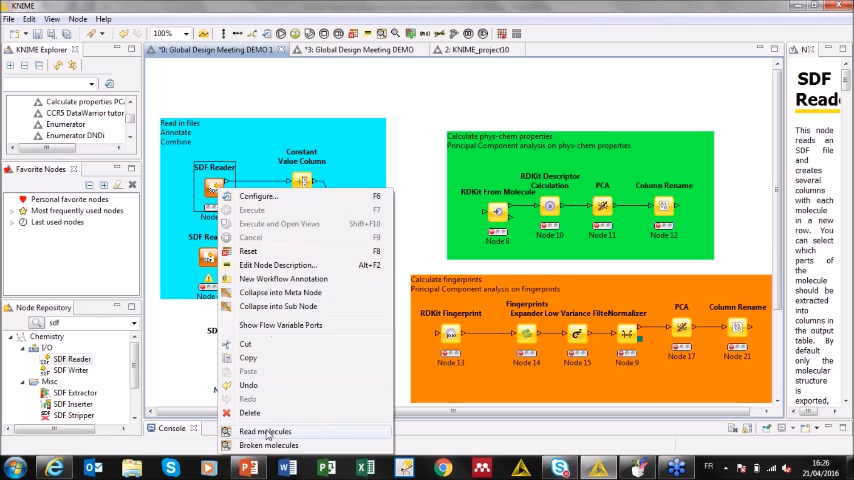 KNIME
File Edit View Node Help
100%
KNIME Explorer
*0: Global Design Meeting DEMO 1
*3: Global Design Meeting DEMO
2: KNIME_project10
Calculate properties PCA
CCR5 DataWarrior tutor
Enumerator
Enumerator DNDi
Favorite Nodes
Personal favorite nodes
Most frequently used nodes
Last used nodes
Node Repository
sdf
Chemistry
I/O
SDF Reader
SDF Writer
Misc
SDF Extractor
SDF Inserter
SDF Stripper
Read in files
Annotate
Combine
Constant
Value Column
SDF Reader
Configure... F6
Execute F7
Execute and Open Views Shift+F10
Cancel F9
Reset F8
Edit Node Description... Alt+F2
New Workflow Annotation
Collapse into Meta Node
Collapse into Sub Node
Show Flow Variable Ports
Cut
Copy
Paste
Undo
Redo
Delete
Read molecules
Broken molecules
Calculate phys-chem properties
Principal Component analysis on phys-chem properties
RDKit From Molecule
RDKit Descriptor
Calculation
PCA
Column Rename
Node 8
Node 10
Node 11
Node 12
Calculate fingerprints
Principal Component analysis on fingerprints
RDKit Fingerprint
Fingerprints
Expander
Low Variance Filte
Normalizer
PCA
Column Rename
Node 13
Node 14
Node 15
Node 9
Node 17
Node 21
Console
SDF
Reade
This node
reads an
SDF file
and
creates
several
columns
with each
molecule
in a new
row. You
can select
which
parts of
the
molecule
should be
extracted
into
columns in
the output
table. By
default
only the
molecular
structure
is
extracted,
FR
16:26
21/04/2016